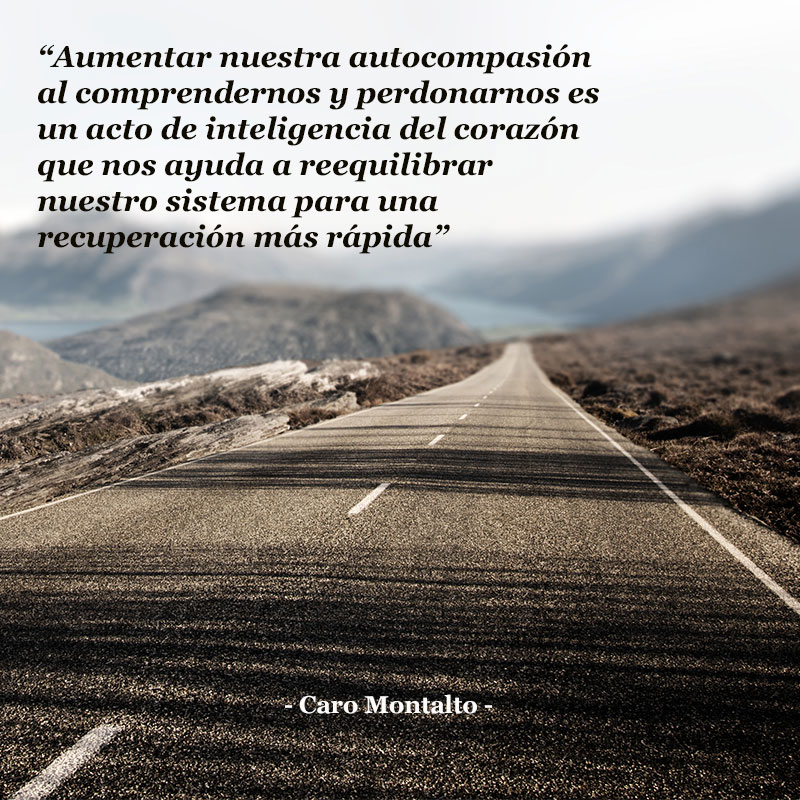 “Aumentar nuestra autocompasión
al comprendernos y perdonarnos es
un acto de inteligencia del corazón
que nos ayuda a reequilibrar
nuestro sistema para una
recuperación más rápida”
- Caro Montalto -